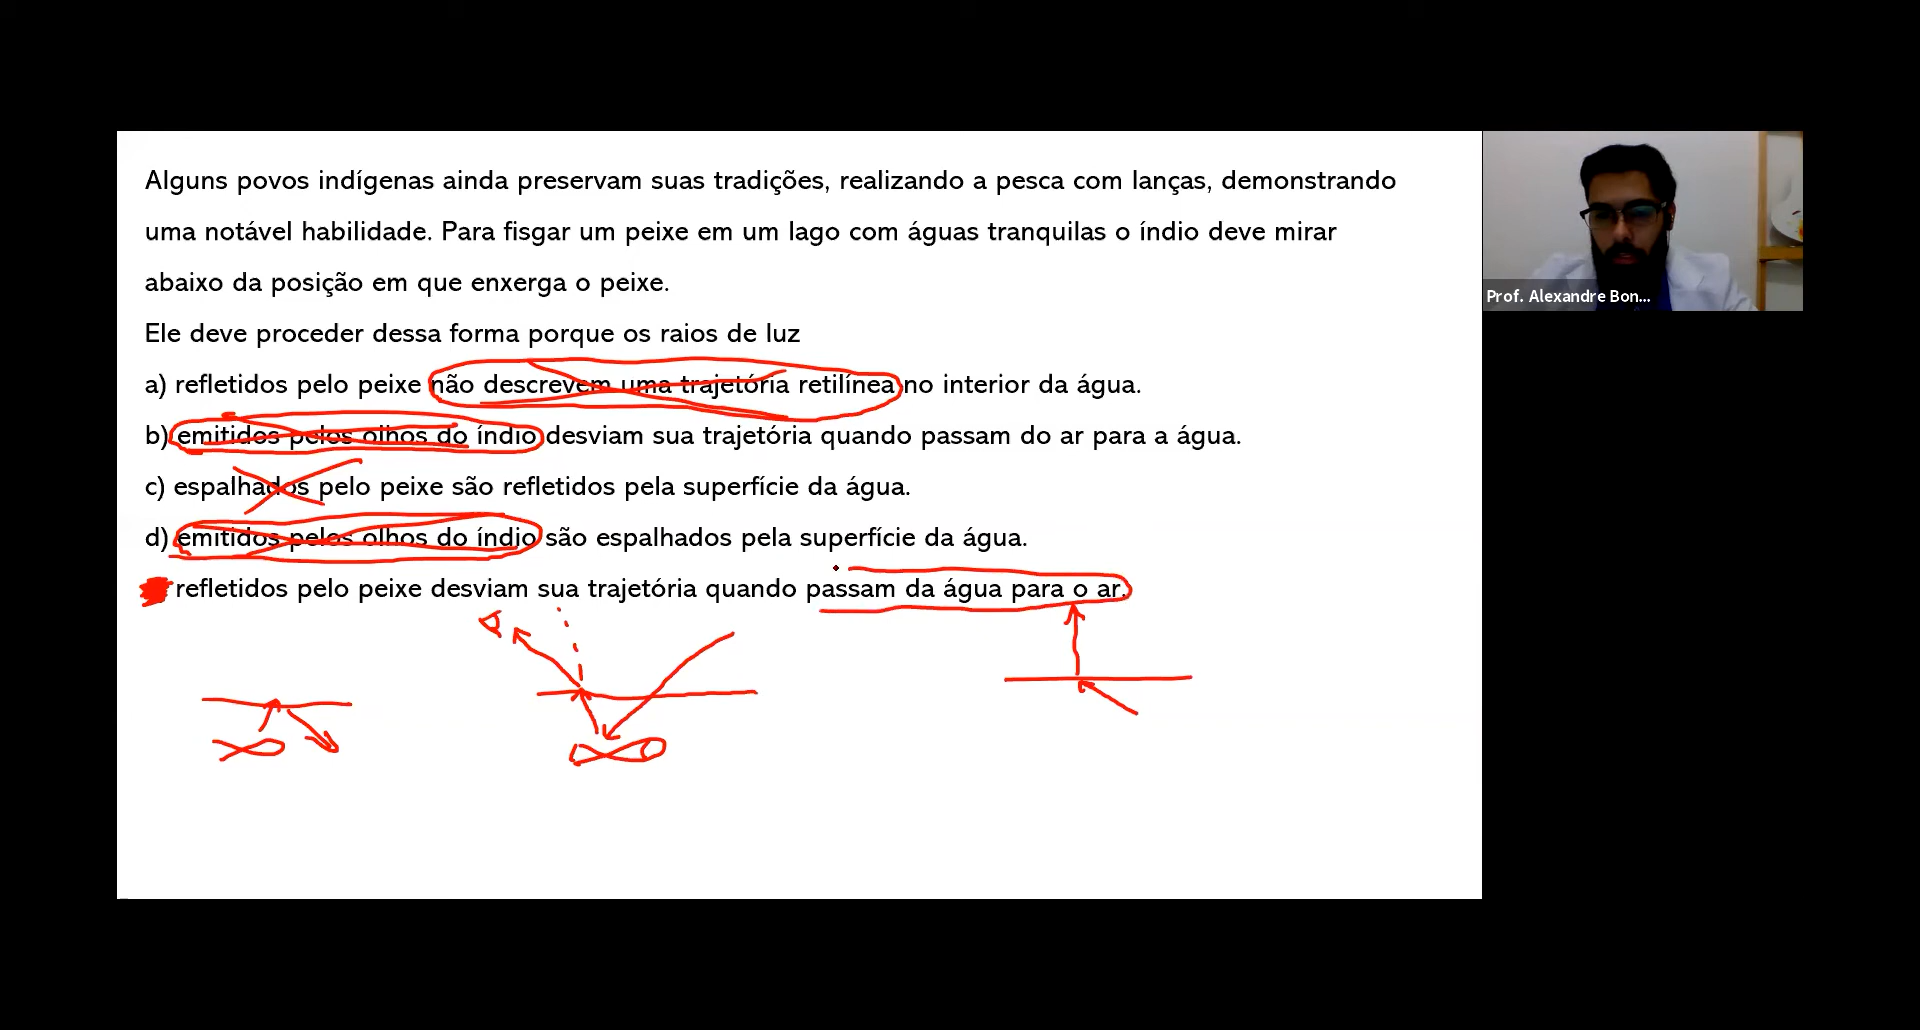 Alguns povos indígenas ainda preservam suas tradições, realizando a pesca com lanças, demonstrando
uma notável habilidade. Para fisgar um peixe em um lago com águas tranquilas o índio deve mirar
abaixo da posição em que enxerga o peixe.
Ele deve proceder dessa forma porque os raios de luz
a) refletidos pelo peixe não descrevem uma trajetória retilínea no interior da água.
b) emitidos pelos olhos do índio desviam sua trajetória quando passam do ar para a água.
c) espalhados pelo peixe são refletidos pela superfície da água.
d) emitidos pelos olhos do índio são espalhados pela superfície da água.
refletidos pelo peixe desviam sua trajetória quando passam da água para o ar.
Prof. Alexandre Bon...